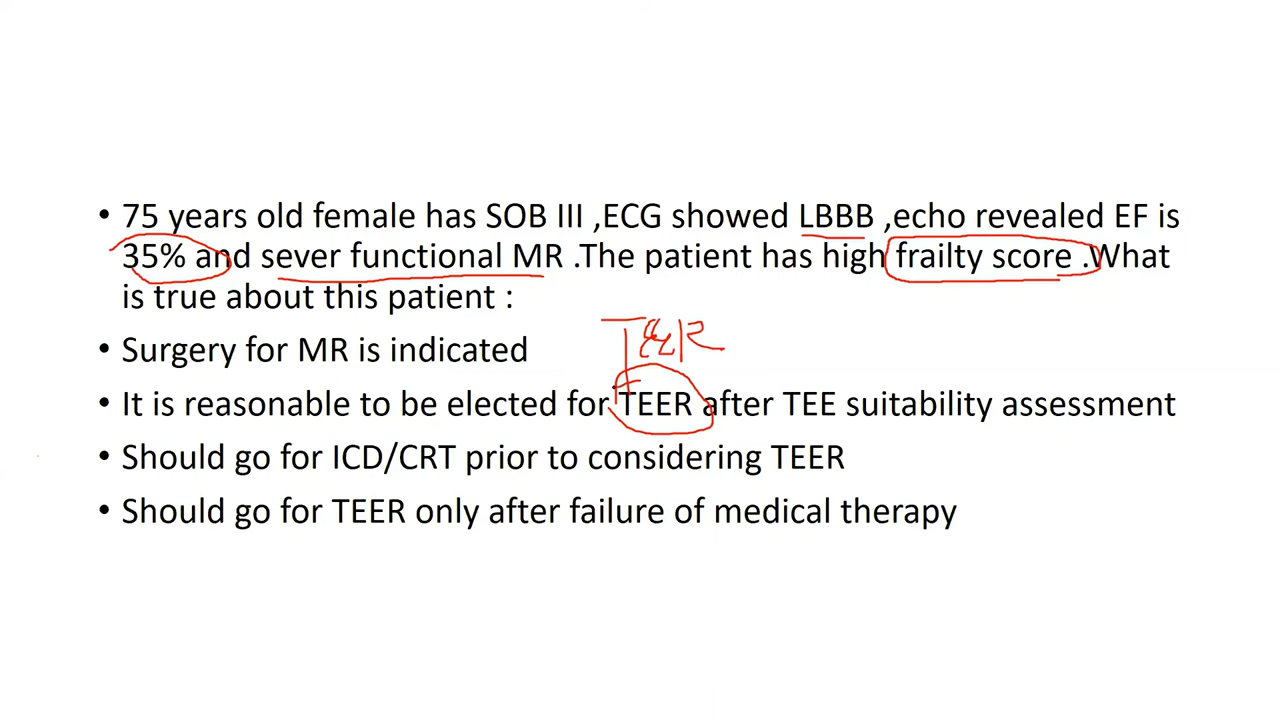 • 75 years old female has SOB III ,ECG showed LBBB ,echo revealed EF is
35% and sever functional MR .The patient has high frailty score .What
is true about this patient :
TEER
• Surgery for MR is indicated
• It is reasonable to be elected for TEER after TEE suitability assessment
• Should go for ICD/CRT prior to considering TEER
• Should go for TEER only after failure of medical therapy